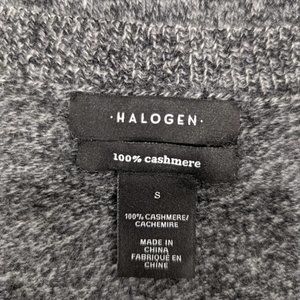 ·HALOGEN·
100% cashmere
S
100% CASHMERE/
CACHEMIRE
MADE IN
CHINA
FABRIQUÉ EN
CHINE